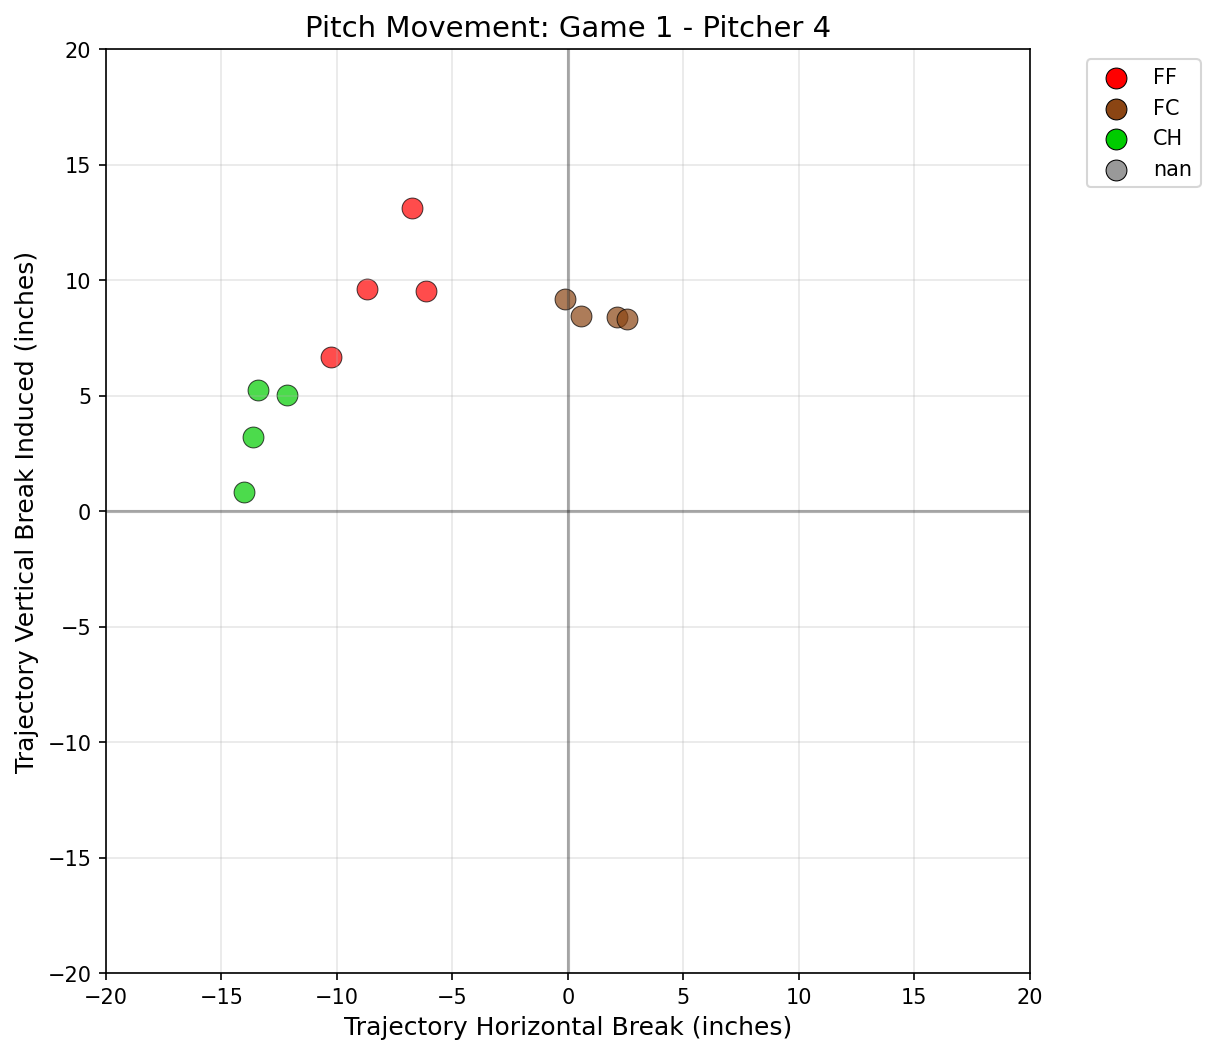 Pitch Movement: Game 1 - Pitcher 4
20
15
10
5
0
−5
−10
−15
−20
−20
−15
−10
−5
0
5
10
15
20
Trajectory Vertical Break Induced (inches)
Trajectory Horizontal Break (inches)
FF
FC
CH
nan